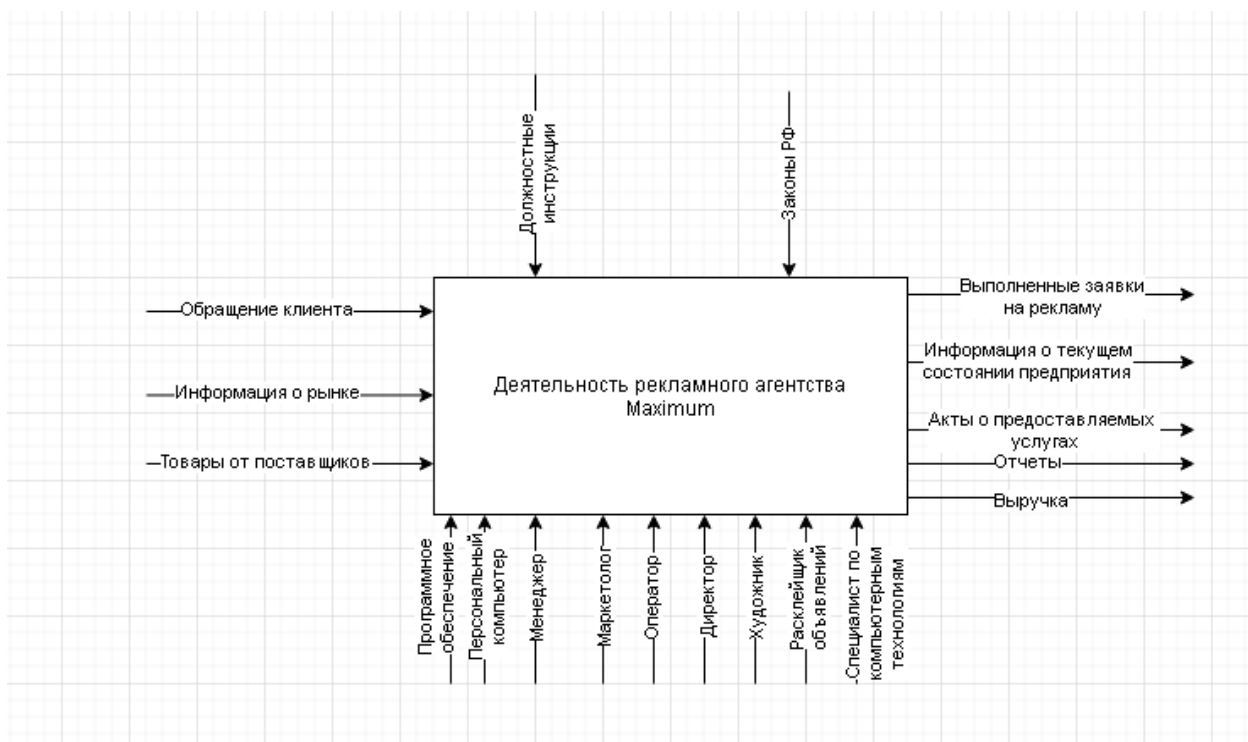 Должностные
инструкции
Законы РФ
Обращение клиента
Информация о рынке
Товары от поставщиков
Деятельность рекламного агентства
Maximum
Выполненные заявки
на рекламу
Информация о текущем
состоянии предприятия
Акты о предоставляемых
услугах
Отчеты
Выручка
Программное
обеспечение
Персональный
компьютер
Менеджер
Маркетолог
Оператор
Директор
Художник
Расклейщик
объявлений
Специалист по
компьютерным
технологиям